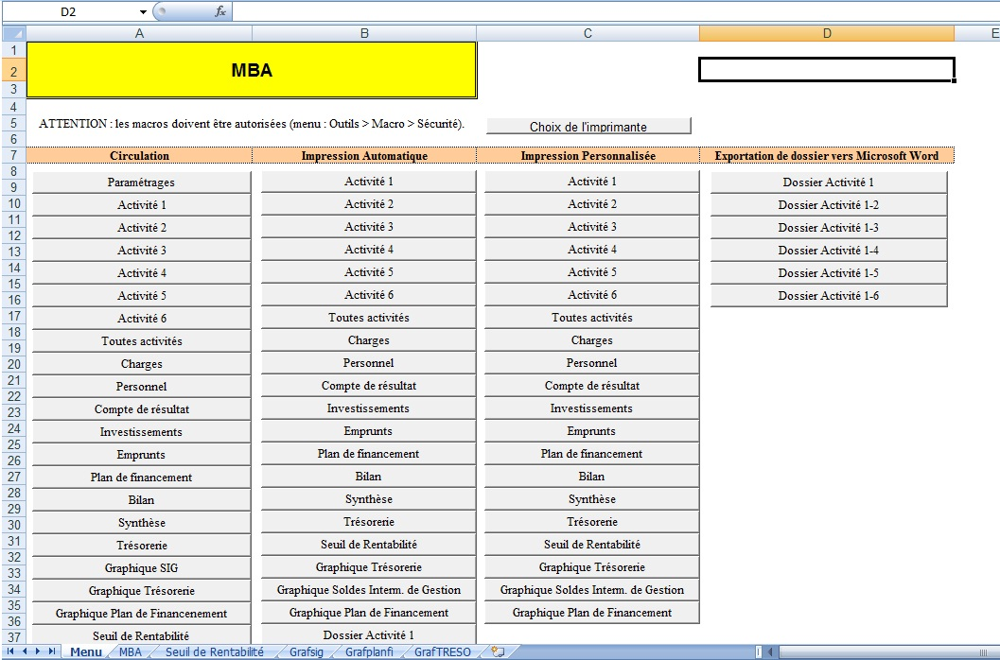 D2
fx
A B C D E
1
2 MBA
3
4
5 ATTENTION : les macros doivent être autorisées (menu : Outils > Macro > Sécurité). Choix de l'imprimante
6
7 Circulation Impression Automatique Impression Personnalisée Exportation de dossier vers Microsoft Word
8
9 Paramétrages Activité 1 Activité 1 Dossier Activité 1
10 Activité 1 Activité 2 Activité 2 Dossier Activité 1-2
11
12 Activité 2 Activité 3 Activité 3 Dossier Activité 1-3
13 Activité 3 Activité 4 Activité 4 Dossier Activité 1-4
14 Activité 4 Activité 5 Activité 5 Dossier Activité 1-5
15
16 Activité 5 Activité 6 Activité 6 Dossier Activité 1-6
17 Activité 6 Toutes activités Toutes activités
18
19 Toutes activités Charges Charges
20 Charges Personnel Personnel
21 Personnel Compte de résultat Compte de résultat
22
23 Compte de résultat Investissements Investissements
24 Investissements Emprunts Emprunts
25
26 Emprunts Plan de financement Plan de financement
27 Plan de financement Bilan Bilan
28 Bilan Synthèse Synthèse
29
30 Synthèse Trésorerie Trésorerie
31 Trésorerie Seuil de Rentabilité Seuil de Rentabilité
32
33 Graphique SIG Graphique Trésorerie Graphique Trésorerie
34 Graphique Trésorerie Graphique Soldes Interm. de Gestion Graphique Soldes Interm. de Gestion
35
36 Graphique Plan de Financenement Graphique Plan de Financement Graphique Plan de Financement
37 Seuil de Rentabilité Dossier Activité 1
Menu MBA Seuil de Rentabilité Grafsig Grafplanfi GrafTRESO